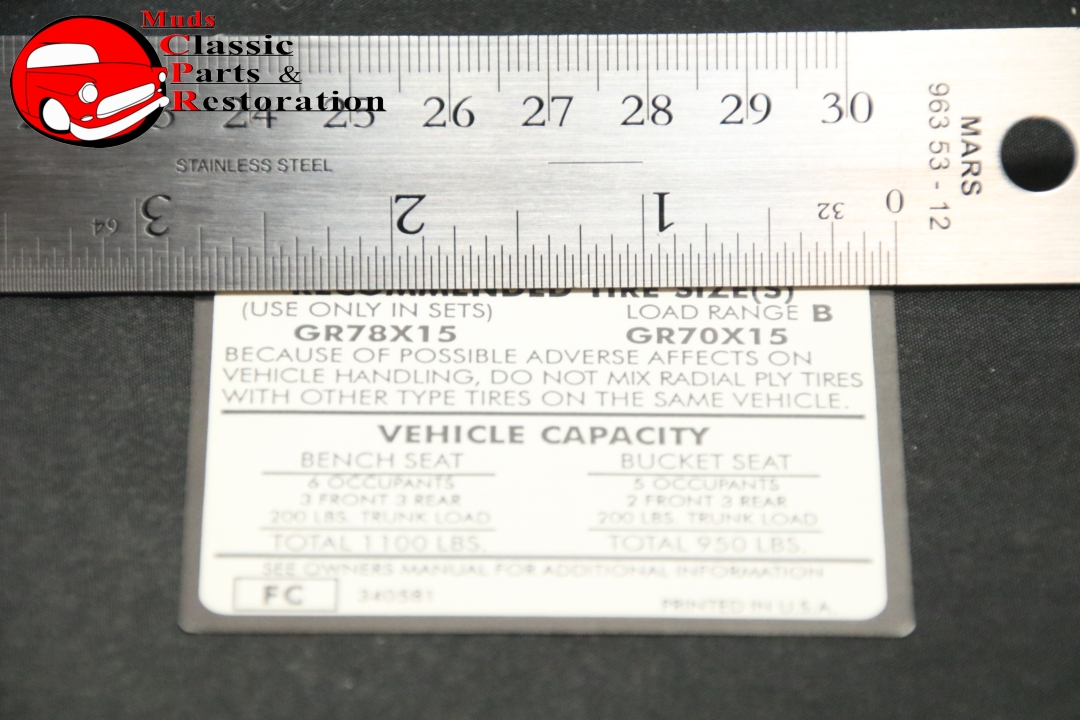 Muds
Classic
Parts &
Restoration
24 25 26 27 28 29 30
STAINLESS STEEL
64 3 2 1 32 0
MARS
963 53 - 12
RECOMMENDED TIRE SIZE(S)
(USE ONLY IN SETS) LOAD RANGE B
GR78X15 GR70X15
BECAUSE OF POSSIBLE ADVERSE AFFECTS ON
VEHICLE HANDLING, DO NOT MIX RADIAL PLY TIRES
WITH OTHER TYPE TIRES ON THE SAME VEHICLE.
VEHICLE CAPACITY
BENCH SEAT BUCKET SEAT
6 OCCUPANTS 5 OCCUPANTS
3 FRONT 3 REAR 2 FRONT 3 REAR
200 LBS. TRUNK LOAD 200 LBS. TRUNK LOAD
TOTAL 1100 LBS. TOTAL 950 LBS.
SEE OWNERS MANUAL FOR ADDITIONAL INFORMATION
FC 340581 PRINTED IN U.S.A.